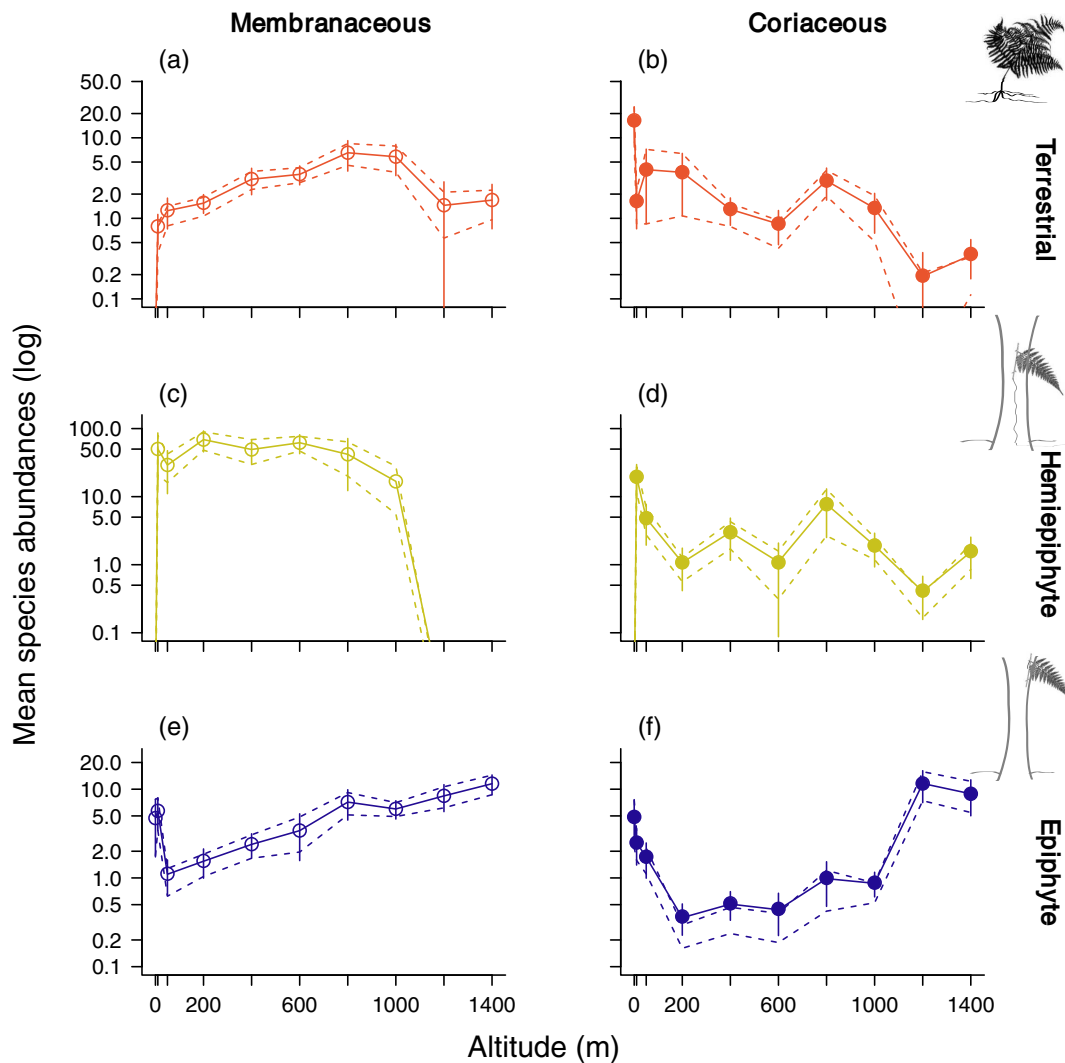 Membranaceous
Coriaceous
(a)
(b)
50.0
20.0
10.0
5.0
2.0
1.0
0.5
0.2
0.1
Terrestrial
(c)
(d)
100.0
50.0
10.0
5.0
1.0
0.5
0.1
Hemiepiphyte
Mean species abundances (log)
(e)
(f)
20.0
10.0
5.0
2.0
1.0
0.5
0.2
0.1
Epiphyte
0 200 600 1000 1400
0 200 600 1000 1400
Altitude (m)